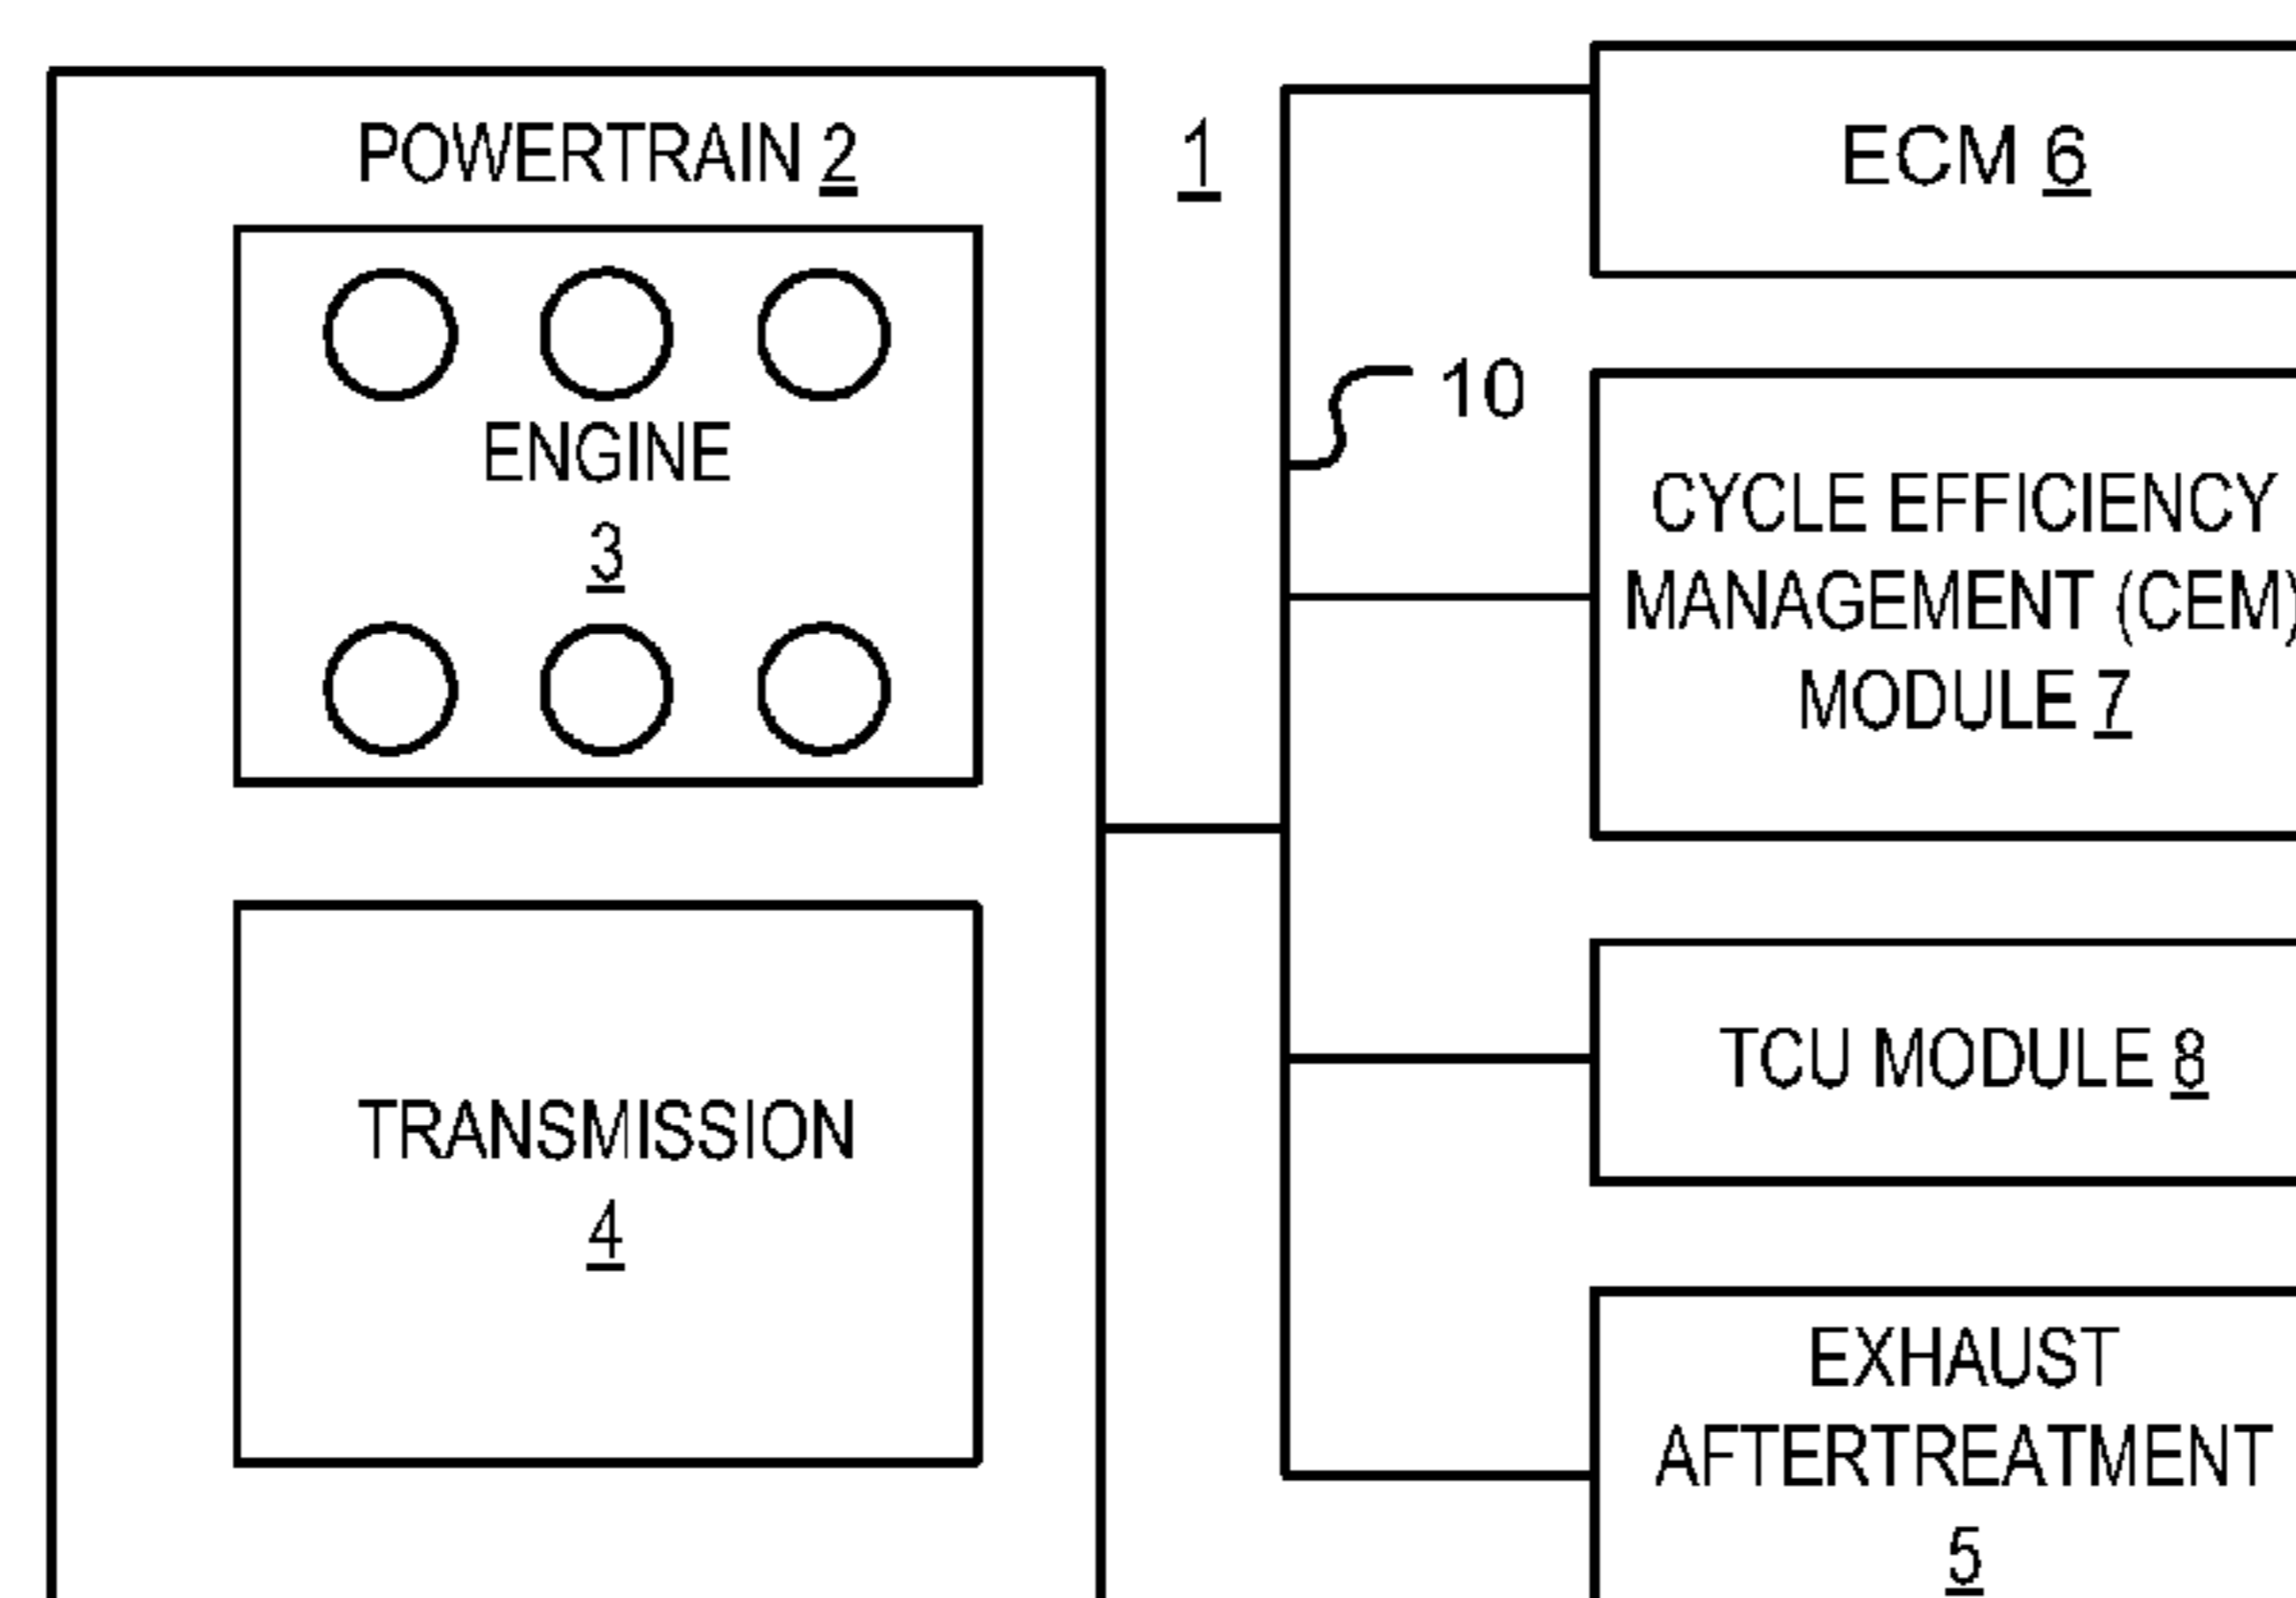 POWERTRAIN 2
ENGINE
3
TRANSMISSION
4
1
10
ECM 6
CYCLE EFFICIENCY
MANAGEMENT (CEM)
MODULE 7
TCU MODULE 8
EXHAUST
AFTERTREATMENT
5